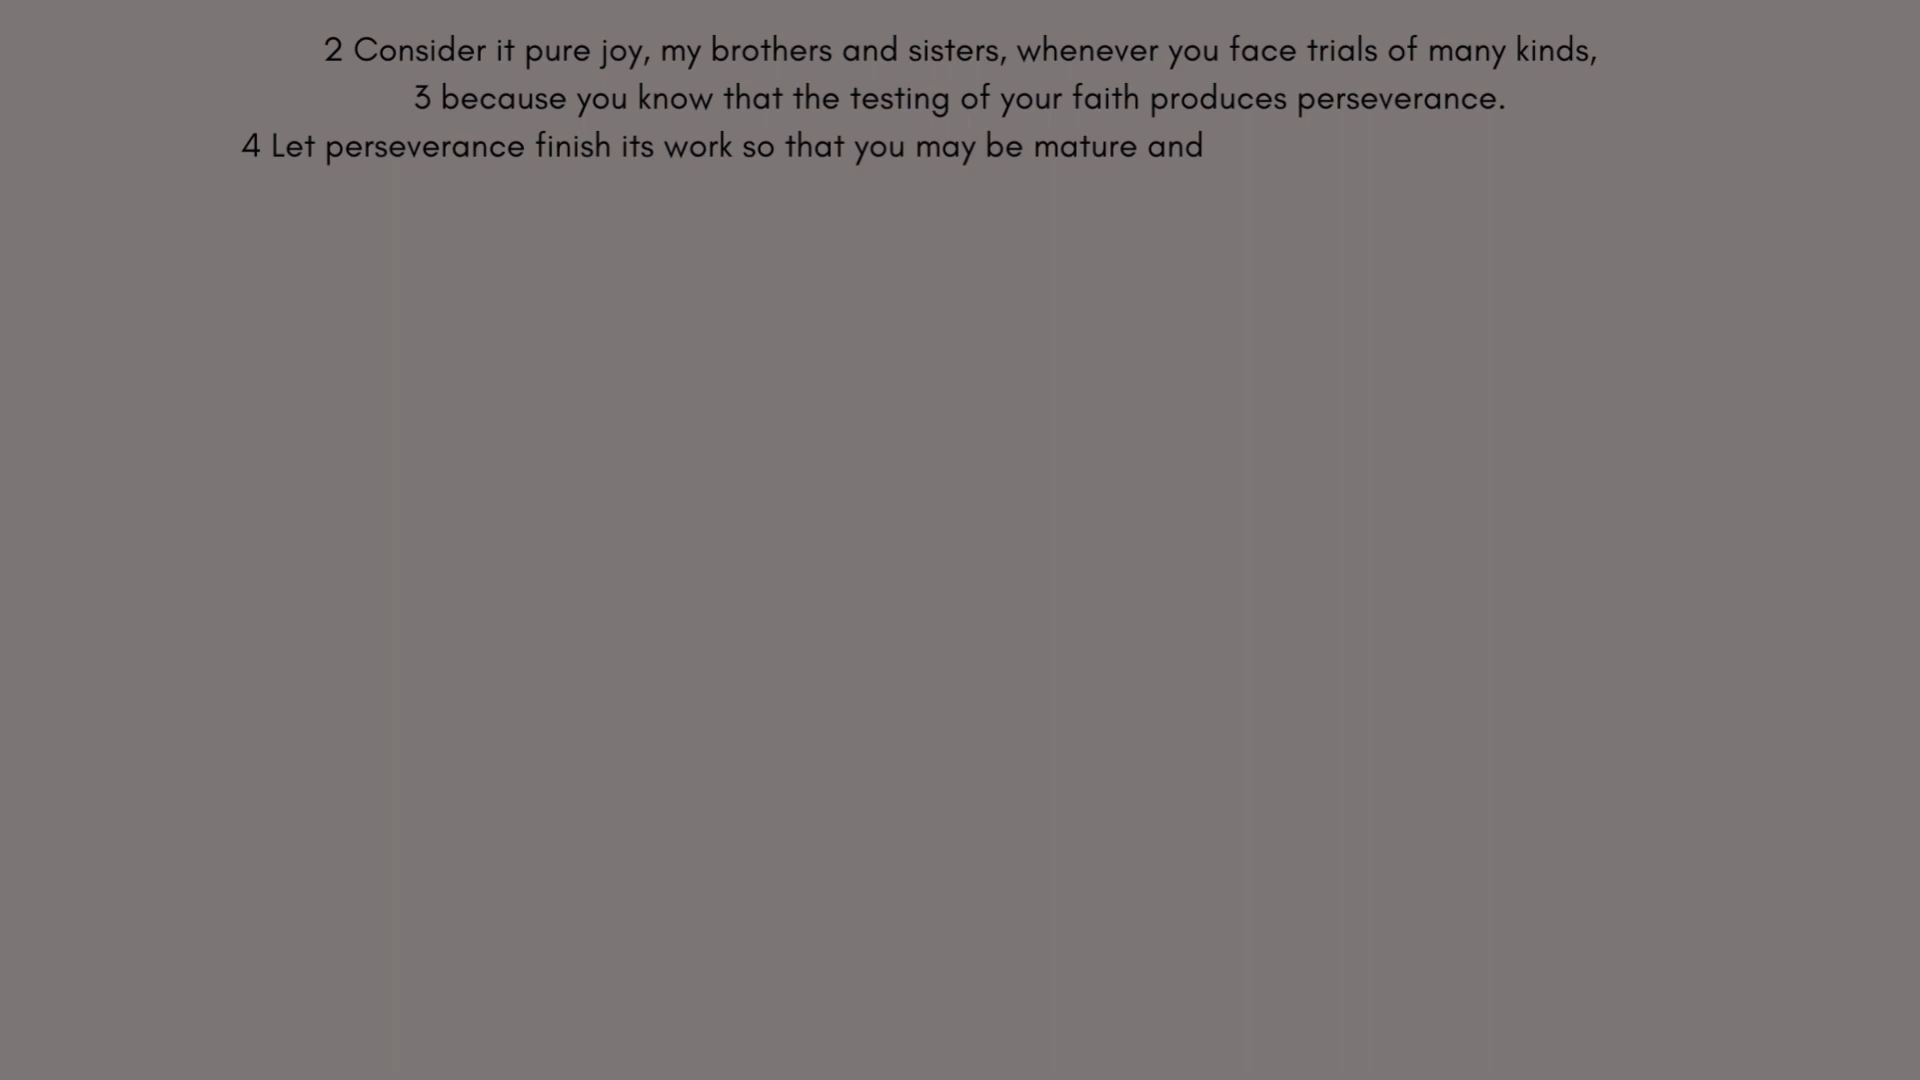 2 Consider it pure joy, my brothers and sisters, whenever you face trials of many kinds,
3 because you know that the testing of your faith produces perseverance.
4 Let perseverance finish its work so that you may be mature and